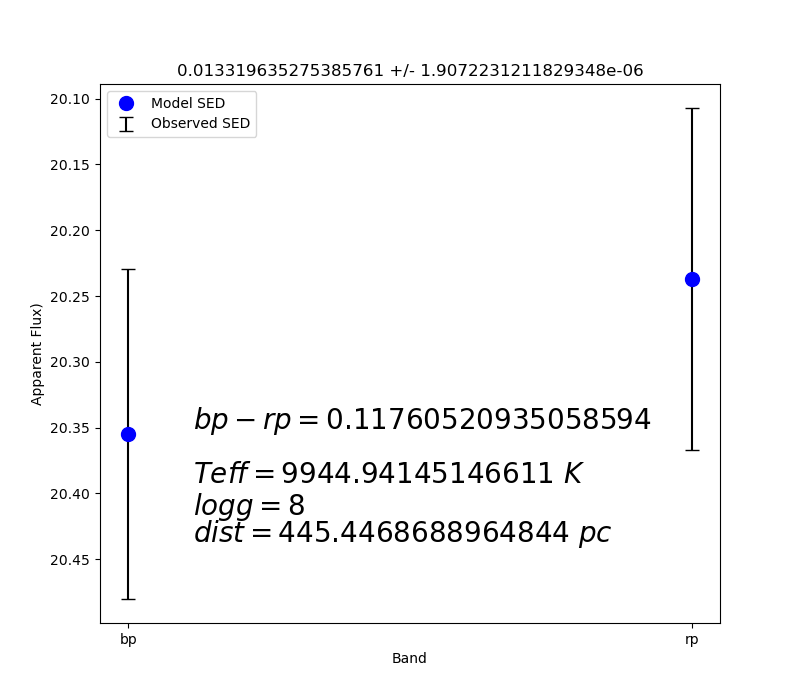 0.013319635275385761 +/- 1.9072231211829348e-06
Model SED
Observed SED
20.10
20.15
20.20
20.25
20.30
20.35
20.40
20.45
Apparent Flux)
bp − rp = 0.11760520935058594
Teff = 9944.94145146611 K
logg = 8
dist = 445.4468688964844 pc
bp
rp
Band